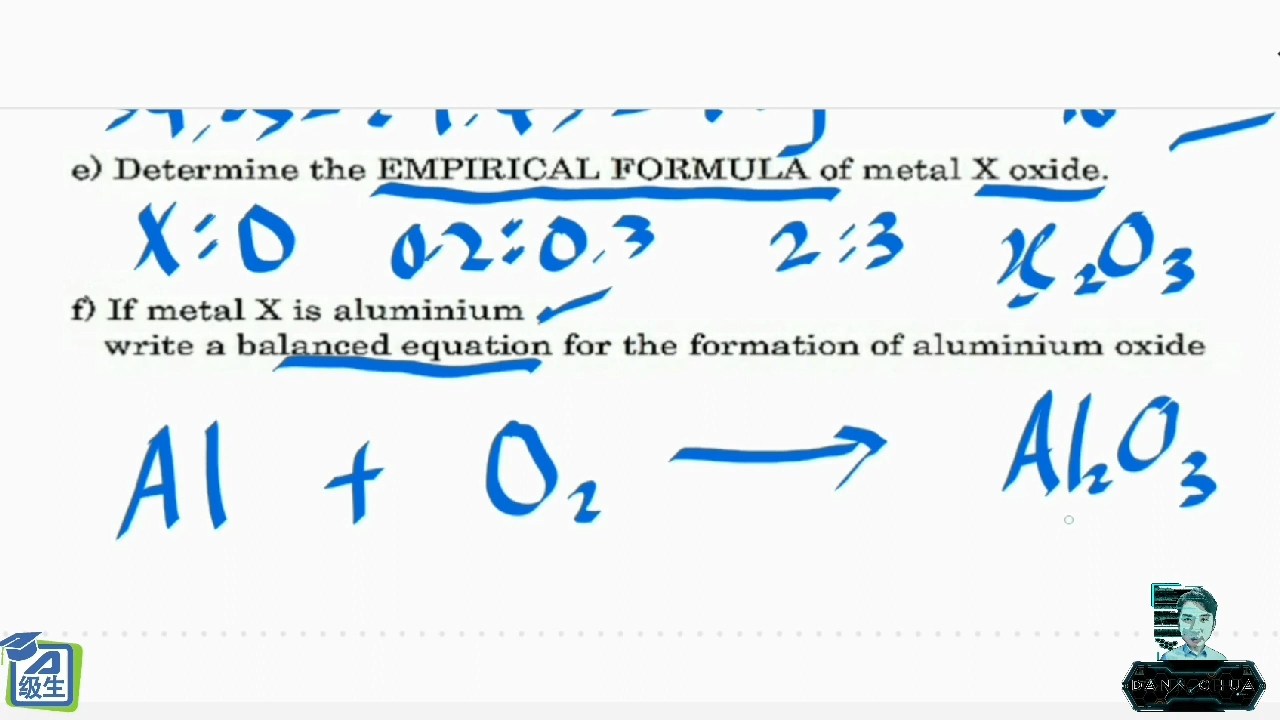 e) Determine the EMPIRICAL FORMULA of metal X oxide.
X : O 0.2 : 0.3 2 : 3 X₂O₃
f) If metal X is aluminium
write a balanced equation for the formation of aluminium oxide
Al + O₂ → Al₂O₃
A
级生
DANA CHUA